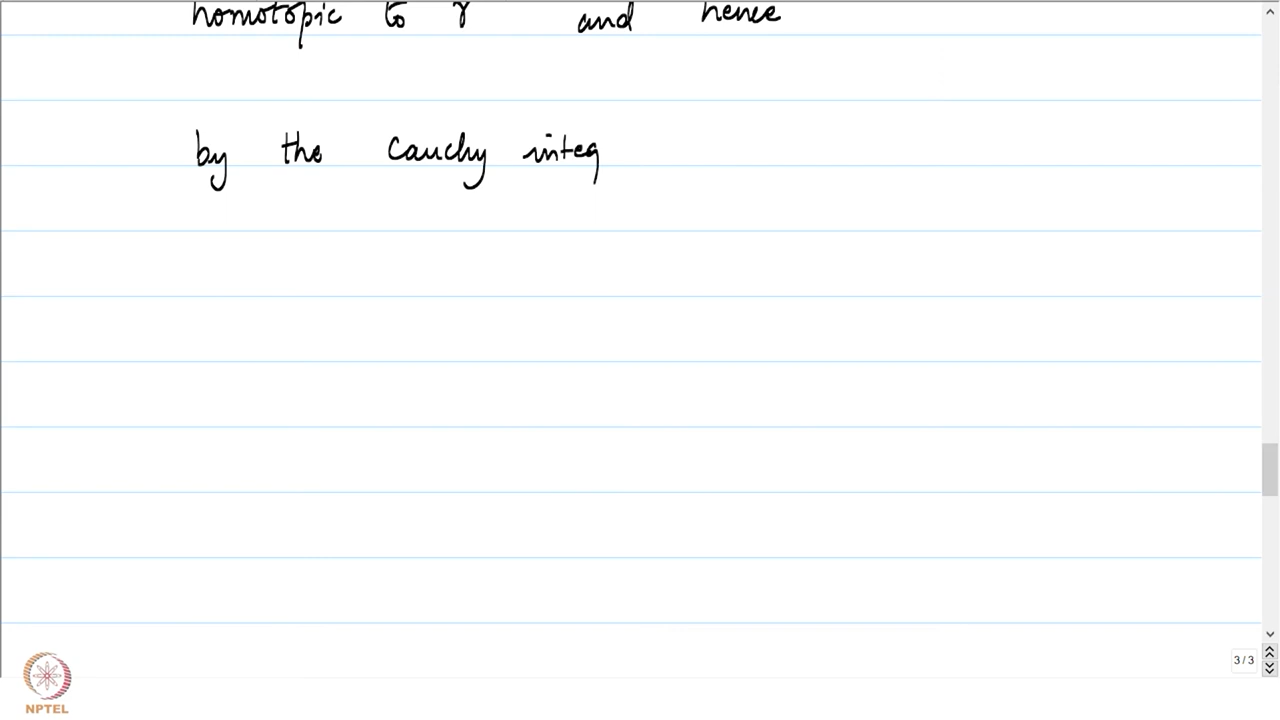 homotopic to γ and hence
by the Cauchy integ
3 / 3
NPTEL